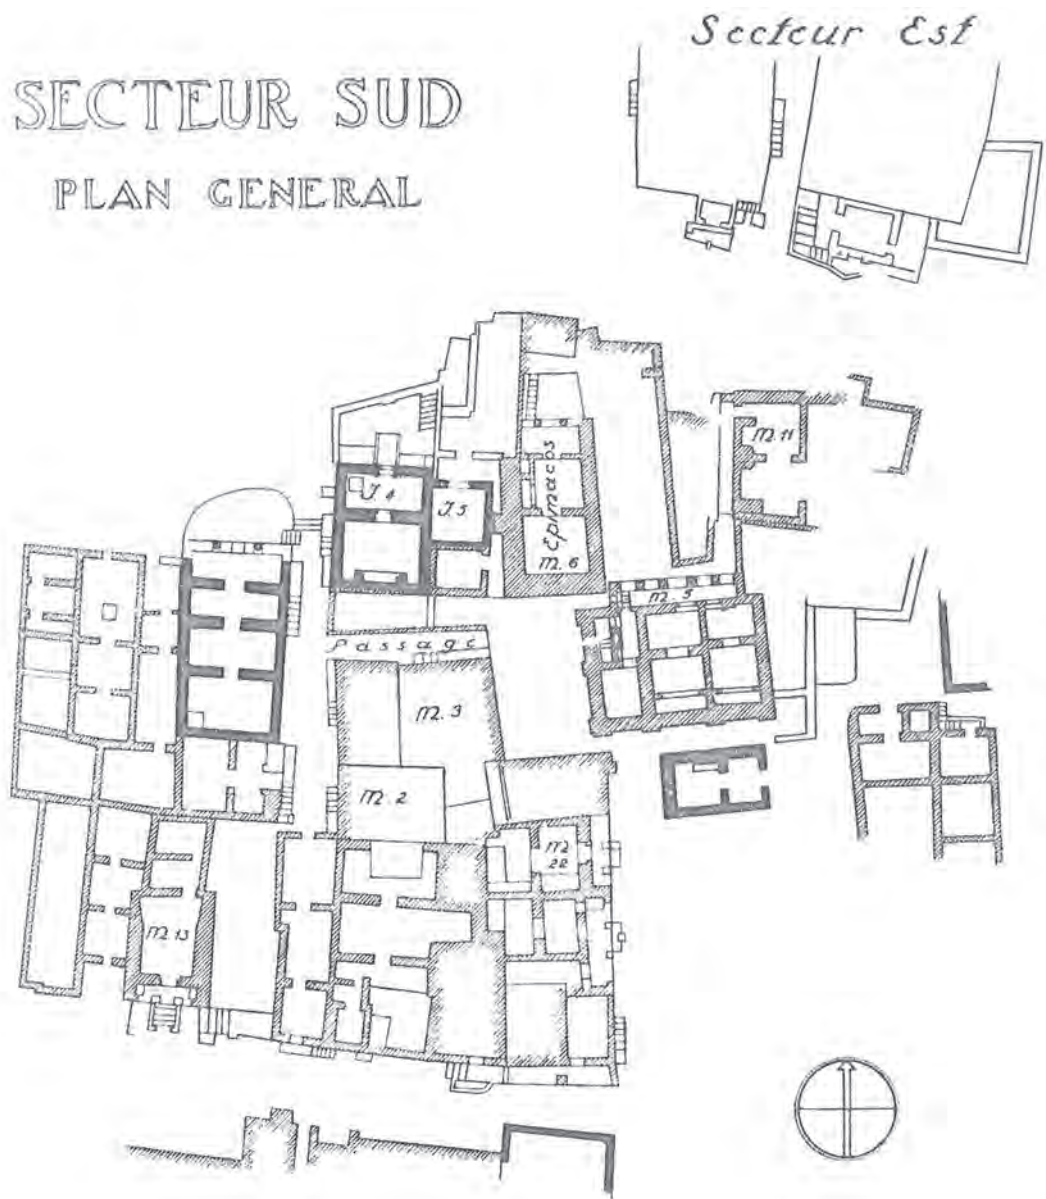 Secteur Est
SECTEUR SUD
PLAN GENERAL
M. 11
T. 4
T. 5
Epimacos
M. 6
M. 5
Passage
M. 3
M. 2
M
22
M 13